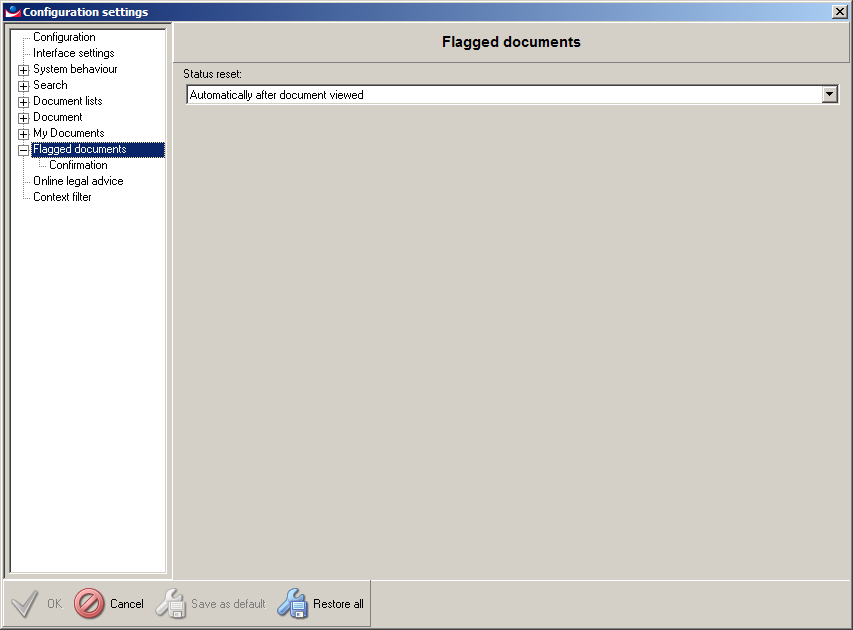 Configuration settings
Configuration
Interface settings
System behaviour
Search
Document lists
Document
My Documents
Flagged documents
Confirmation
Online legal advice
Context filter
Flagged documents
Status reset:
Automatically after document viewed
OK
Cancel
Save as default
Restore all